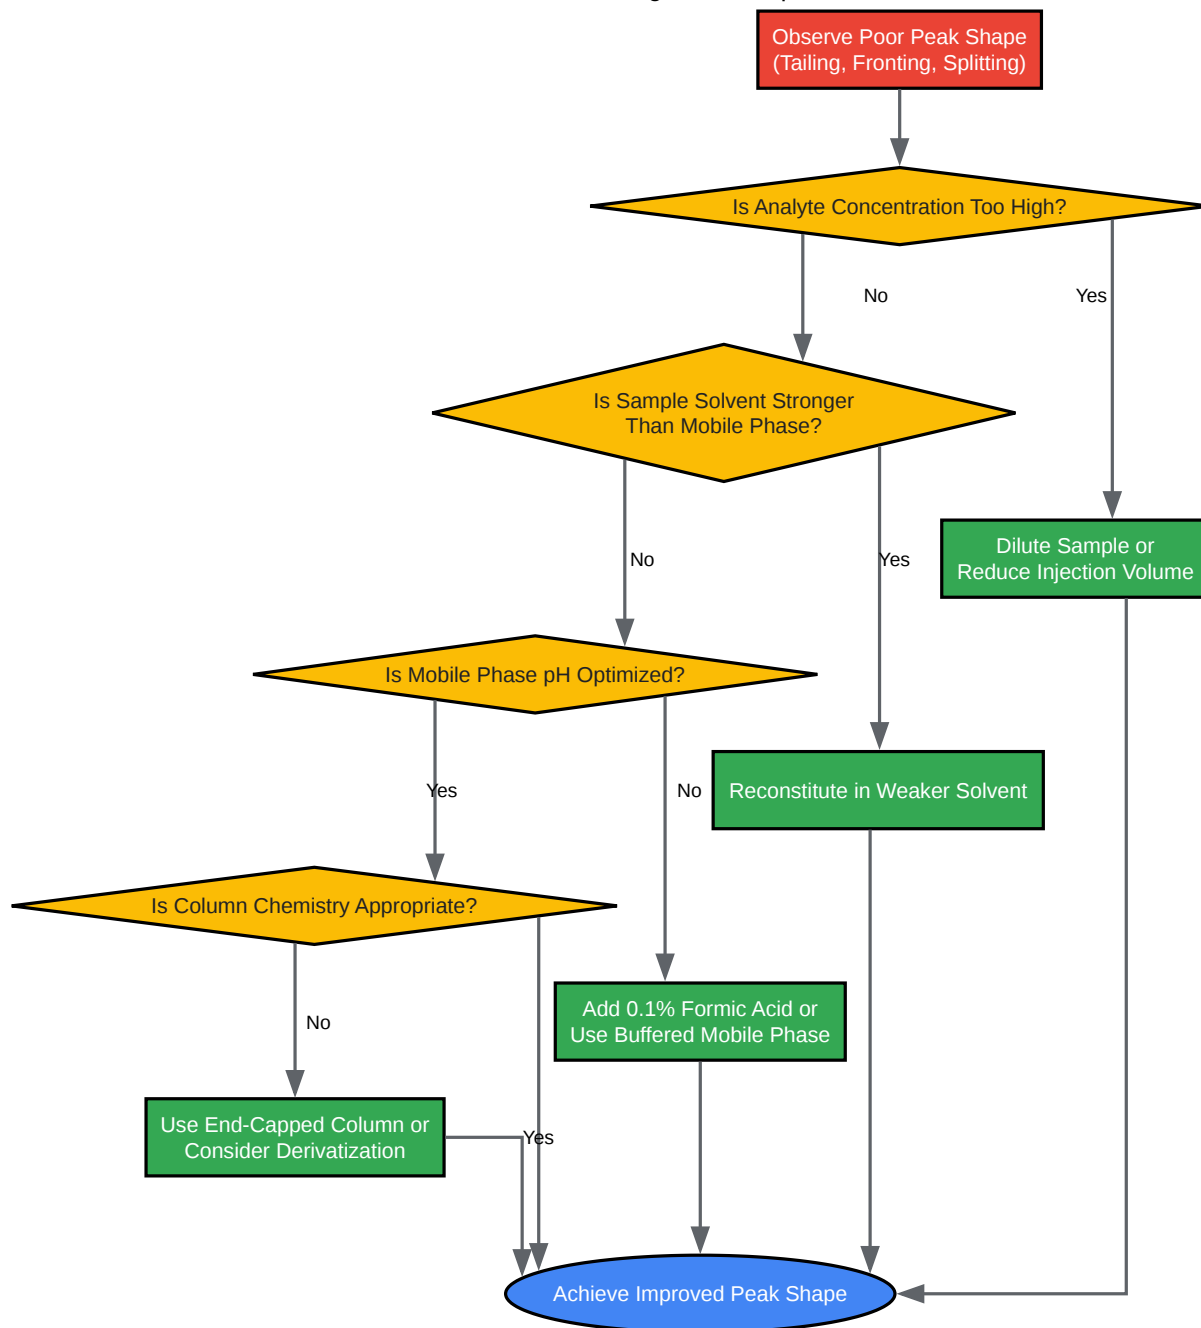 Observe Poor Peak Shape
(Tailing, Fronting, Splitting)
Is Analyte Concentration Too High?
No
Yes
Is Sample Solvent Stronger
Than Mobile Phase?
No
Yes
Dilute Sample or
Reduce Injection Volume
Is Mobile Phase pH Optimized?
Yes
No
Reconstitute in Weaker Solvent
Is Column Chemistry Appropriate?
No
Add 0.1% Formic Acid or
Use Buffered Mobile Phase
Use End-Capped Column or
Consider Derivatization
Yes
Achieve Improved Peak Shape